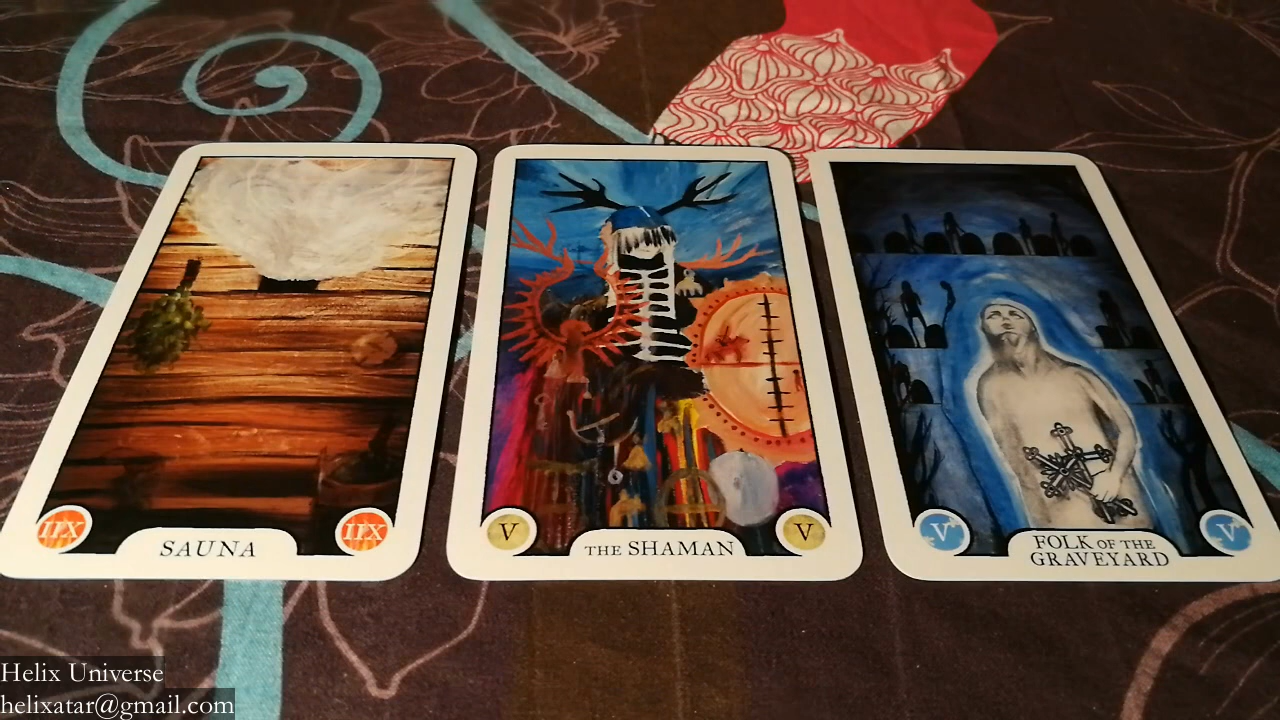 IIX
IIX
SAUNA
V
V
THE SHAMAN
V
V
FOLK OF THE
GRAVEYARD
Helix Universe
helixatar@gmail.com